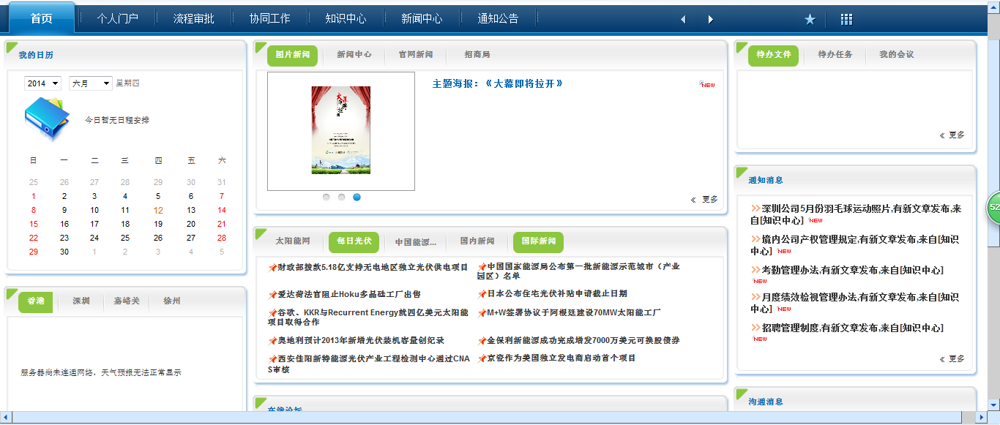 首页 个人门户 流程审批 协同工作 知识中心 新闻中心 通知公告
我的日历
2014 六月 星期四
今日暂无日程安排
日 一 二 三 四 五 六
25 26 27 28 29 30 31
1 2 3 4 5 6 7
8 9 10 11 12 13 14
15 16 17 18 19 20 21
22 23 24 25 26 27 28
29 30 1 2 3 4 5
香港 深圳 嘉峪关 徐州
服务器尚未连通网络，天气预报无法正常显示
图片新闻 新闻中心 官网新闻 招商局
主题海报：《大幕即将拉开》 NEW
« 更多
太阳能网 每日光伏 中国能源... 国内新闻 国际新闻
财政部拨款5.18亿支持无电地区独立光伏供电项目
中国国家能源局公布第一批新能源示范城市（产业
园区）名单
爱达荷法官阻止Hoku多晶硅工厂出售
日本公布住宅光伏补贴申请截止日期
谷歌、KKR与Recurrent Energy就四亿美元太阳能
项目取得合作
M+W签署协议于阿根廷建设70MW太阳能工厂
奥地利预计2013年新增光伏装机容量创纪录
金保利新能源成功完成增发7000万美元可换股债券
西安佳阳新特能源光伏产业工程检测中心通过CNA
S审核
京瓷作为美国独立发电商启动首个项目
在线论坛
待办文件 待办任务 我的会议
« 更多
通知消息
深圳公司5月份羽毛球运动照片,有新文章发布,来
自[知识中心] NEW
境内公司产权管理规定,有新文章发布,来自[知识
中心] NEW
考勤管理办法,有新文章发布,来自[知识中心]
NEW
月度绩效检视管理办法,有新文章发布,来自[知识
中心] NEW
招聘管理制度,有新文章发布,来自[知识中心]
NEW
« 更多
沟通消息
52